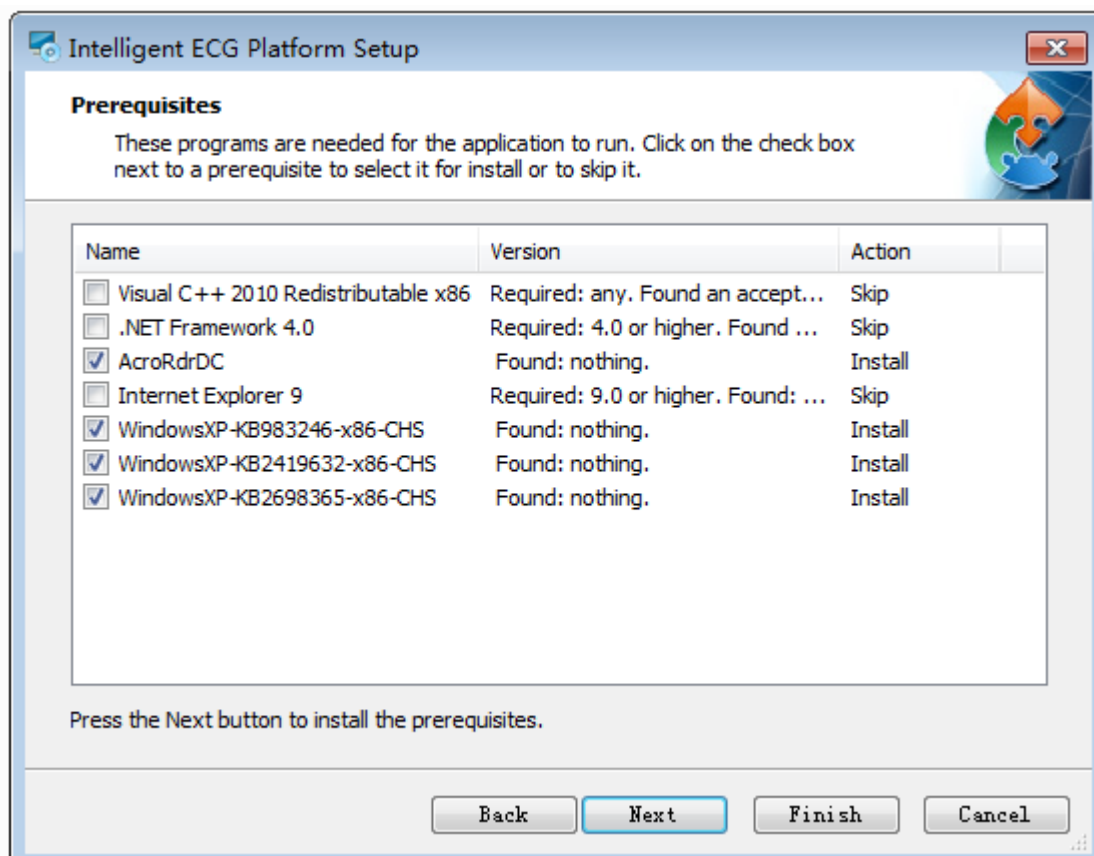 Intelligent ECG Platform Setup
Prerequisites
These programs are needed for the application to run. Click on the check box
next to a prerequisite to select it for install or to skip it.
Name Version Action
Visual C++ 2010 Redistributable x86 Required: any. Found an accept... Skip
.NET Framework 4.0 Required: 4.0 or higher. Found ... Skip
AcroRdrDC Found: nothing. Install
Internet Explorer 9 Required: 9.0 or higher. Found: ... Skip
WindowsXP-KB983246-x86-CHS Found: nothing. Install
WindowsXP-KB2419632-x86-CHS Found: nothing. Install
WindowsXP-KB2698365-x86-CHS Found: nothing. Install
Press the Next button to install the prerequisites.
Back Next Finish Cancel